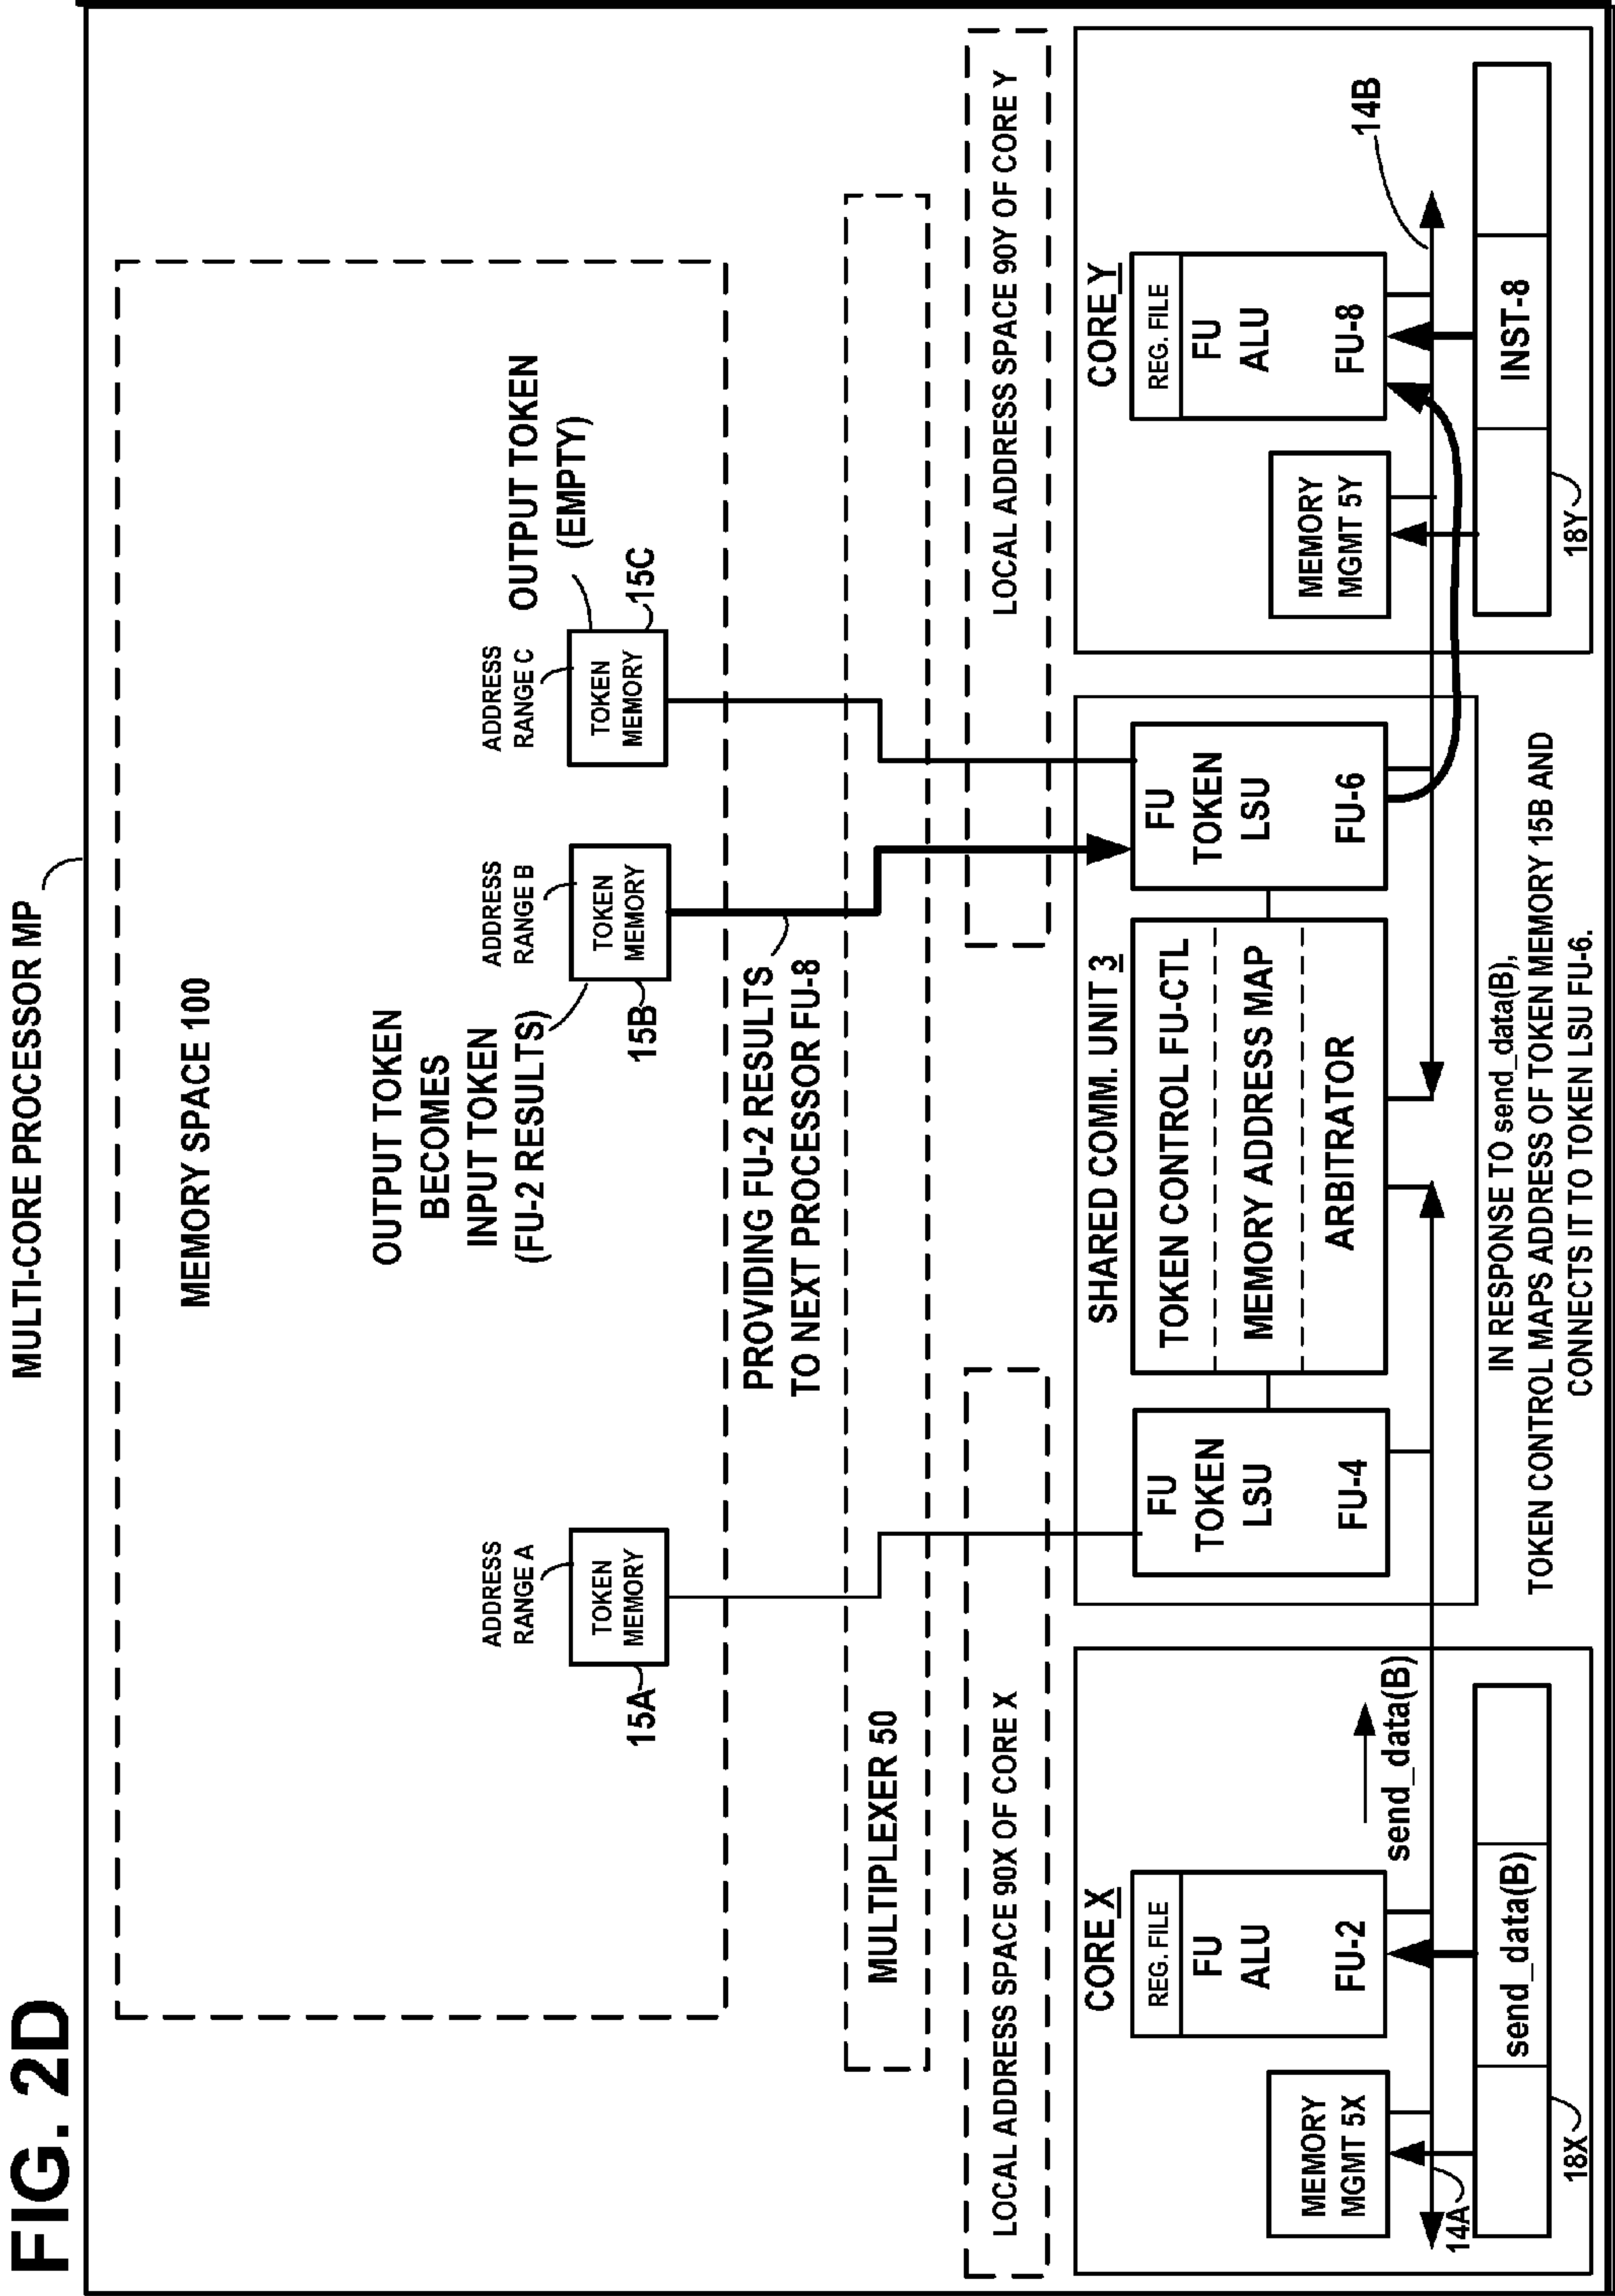 FIG. 2D
MULTI-CORE PROCESSOR MP
MEMORY SPACE 100
OUTPUT TOKEN
BECOMES
INPUT TOKEN
(FU-2 RESULTS)
OUTPUT TOKEN
(EMPTY)
ADDRESS
RANGE A
TOKEN
MEMORY
15A
ADDRESS
RANGE B
TOKEN
MEMORY
15B
ADDRESS
RANGE C
TOKEN
MEMORY
15C
PROVIDING FU-2 RESULTS
TO NEXT PROCESSOR FU-8
MULTIPLEXER 50
LOCAL ADDRESS SPACE 90X OF CORE X
LOCAL ADDRESS SPACE 90Y OF CORE Y
CORE X
REG. FILE
FU
ALU
FU-2
MEMORY
MGMT 5X
14A
send_data(B)
send_data(B)
18X
SHARED COMM. UNIT 3
FU
TOKEN
LSU
FU-4
TOKEN CONTROL FU-CTL
MEMORY ADDRESS MAP
ARBITRATOR
FU
TOKEN
LSU
FU-6
IN RESPONSE TO send_data(B),
TOKEN CONTROL MAPS ADDRESS OF TOKEN MEMORY 15B AND
CONNECTS IT TO TOKEN LSU FU-6.
CORE Y
REG. FILE
FU
ALU
FU-8
MEMORY
MGMT 5Y
14B
INST-8
18Y